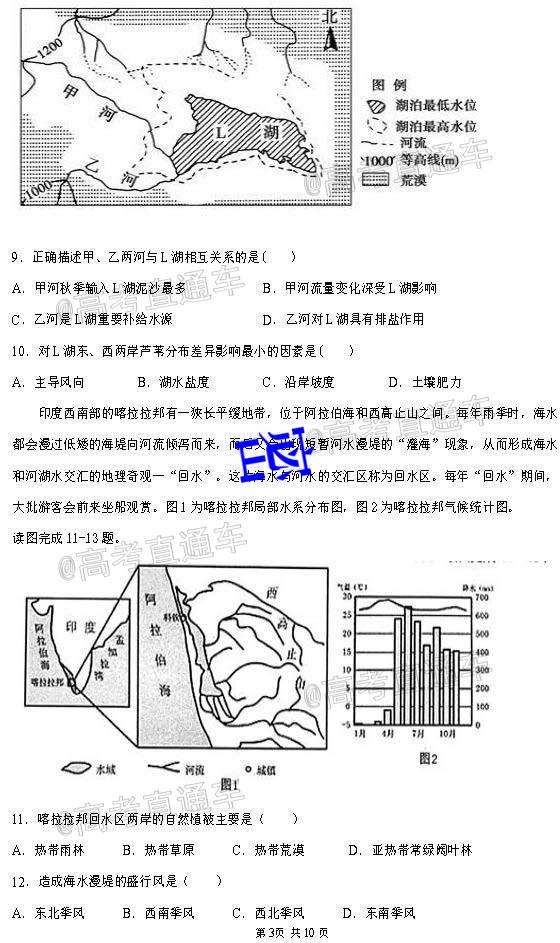 北
1200
甲
河
L 湖
乙 河
1000
图 例
湖泊最低水位
湖泊最高水位
河流
1000 等高线(m)
荒漠
@高考直通车
9．正确描述甲、乙两河与 L 湖相互关系的是(　　)
A．甲河秋季输入 L 湖泥沙最多　　B．甲河流量变化深受 L 湖影响
C．乙河是 L 湖重要补给水源　　D．乙河对 L 湖具有排盐作用
@高考直通车
10．对 L 湖东、西两岸芦苇分布差异影响最小的因素是(　　)
A．主导风向　　B．湖水盐度　　C．沿岸坡度　　D．土壤肥力
印度西南部的喀拉拉邦有一狭长平缓地带，位于阿拉伯海和西高止山之间。每年雨季时，海水
都会漫过低矮的海堤向河流倾泻而来，而后又会出现短暂河水漫堤的“灌海”现象，从而形成海水
和河湖水交汇的地理奇观一“回水”。这片海水与河水的交汇区称为回水区。每年“回水”期间，
大批游客会前来坐船观赏。图 1 为喀拉拉邦局部水系分布图，图 2 为喀拉拉邦气候统计图。
读图完成 11-13 题。
@高考直通车
阿拉伯海
印 度
孟加拉湾
喀拉拉邦
阿拉伯海
西高止山
水域　河流　城镇
图1
气温(℃)　降水(mm)
30 25 20 15 10 5 0 -5
700 600 500 400 300 200 100 0
1月 4月 7月 10月
图2
@高考直通车
11．喀拉拉邦回水区两岸的自然植被主要是（　　）
A．热带雨林　　B．热带草原　　C．热带荒漠　　D．亚热带常绿阔叶林
12．造成海水漫堤的盛行风是（　　）
A．东北季风　　B．西南季风　　C．西北季风　　D．东南季风
第 3页 共 10 页